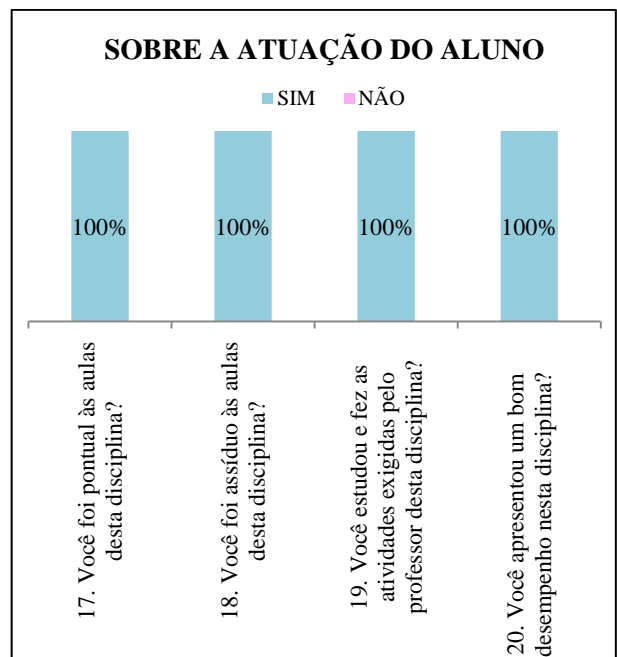 SOBRE A ATUAÇÃO DO ALUNO
SIM NÃO
100% 100% 100% 100%
17. Você foi pontual às aulas
desta disciplina?
18. Você foi assíduo às aulas
desta disciplina?
19. Você estudou e fez as
atividades exigidas pelo
professor desta disciplina?
20. Você apresentou um bom
desempenho nesta disciplina?